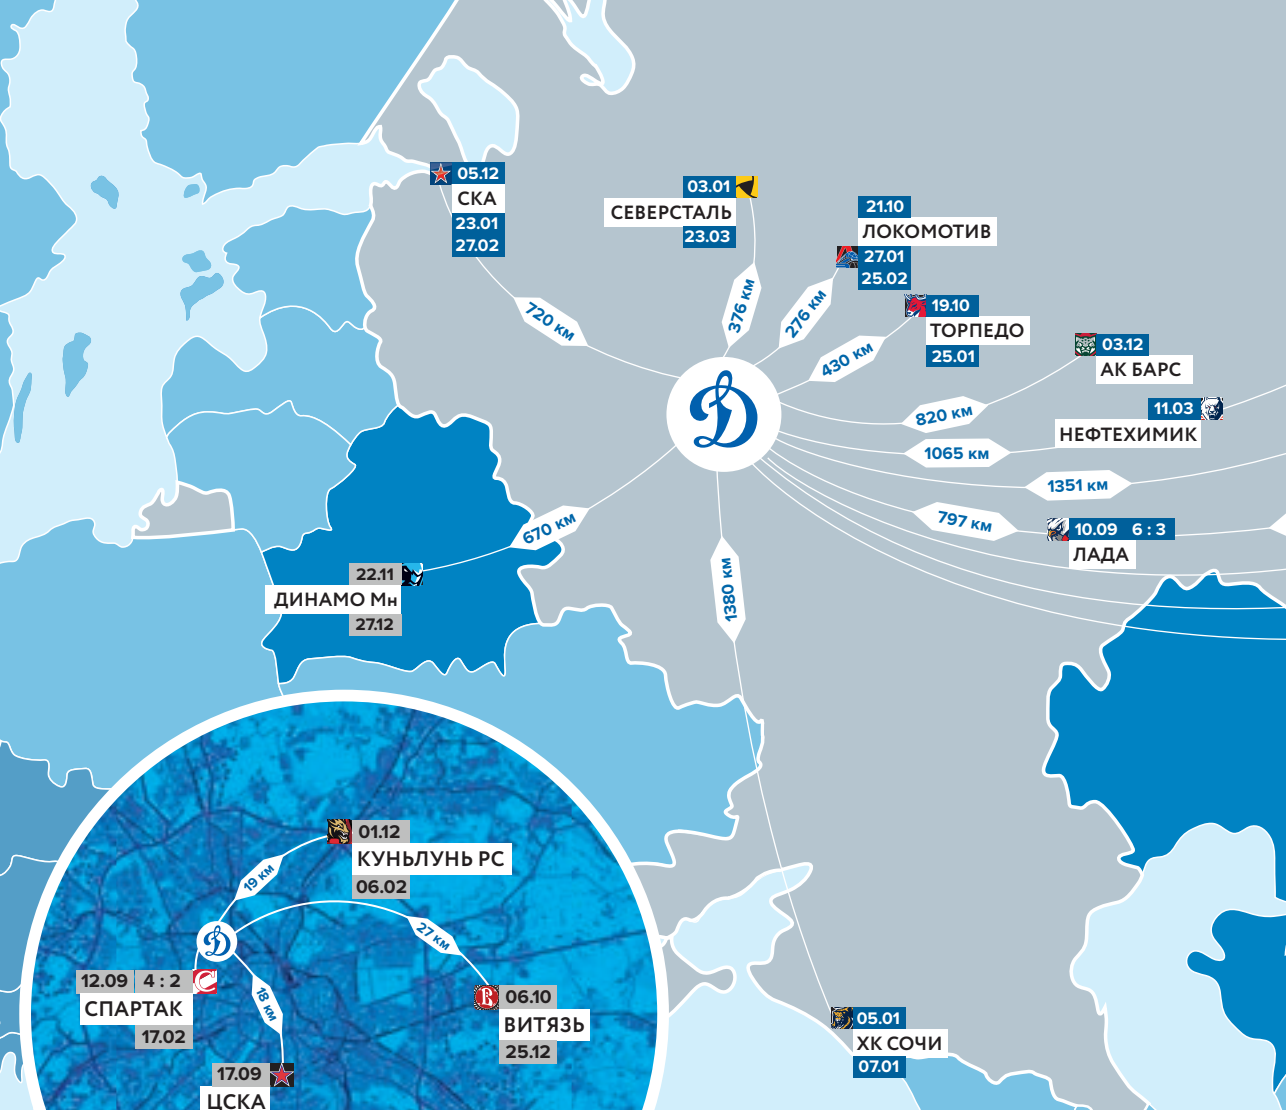 05.12
СКА
23.01
27.02
03.01
СЕВЕРСТАЛЬ
23.03
21.10
ЛОКОМОТИВ
27.01
25.02
19.10
ТОРПЕДО
25.01
03.12
АК БАРС
11.03
НЕФТЕХИМИК
720 км
376 км
276 км
430 км
820 км
1065 км
1351 км
797 км
10.09 6 : 3
ЛАДА
670 км
1380 км
22.11
ДИНАМО Мн
27.12
01.12
КУНЬЛУНЬ РС
06.02
19 км
27 км
12.09 4 : 2
СПАРТАК
17.02
18 км
06.10
ВИТЯЗЬ
25.12
17.09
ЦСКА
05.01
ХК СОЧИ
07.01